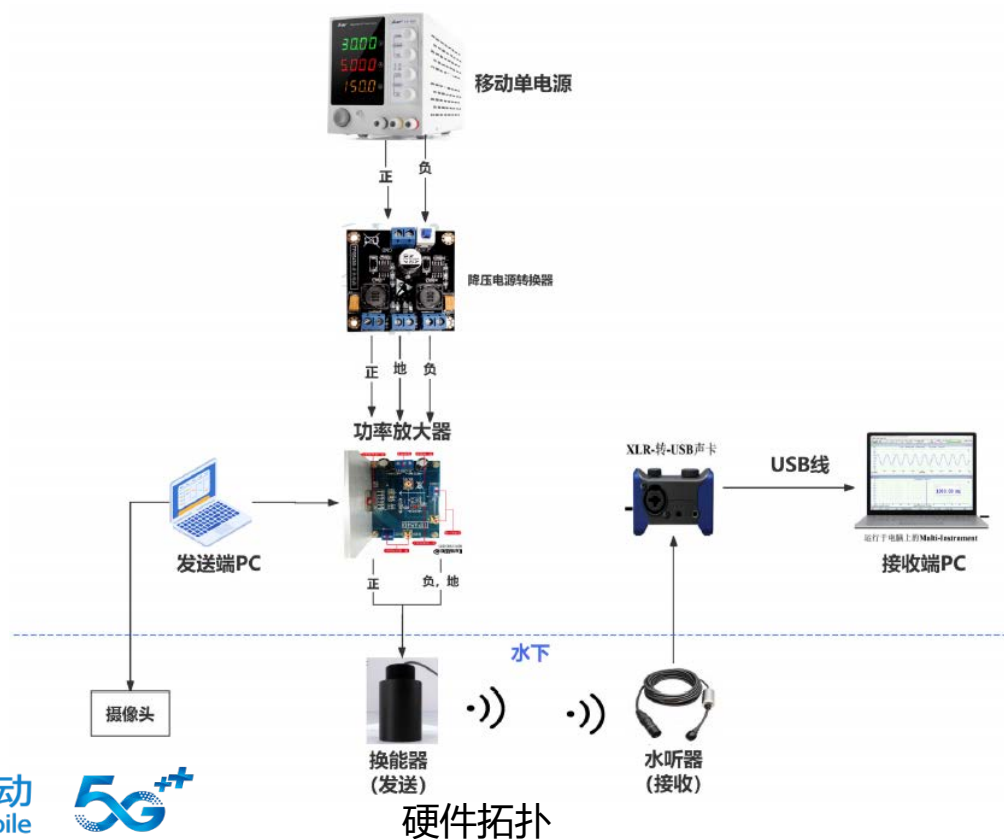 30.00
5.000
150.0
移动单电源
正
负
降压电源转换器
正
地
负
功率放大器
XLR-转-USB声卡
USB线
发送端PC
运行于电脑上的Multi-Instrument
接收端PC
正
负，地
水下
摄像头
换能器
(发送)
水听器
(接收)
动
bile
5G++
硬件拓扑